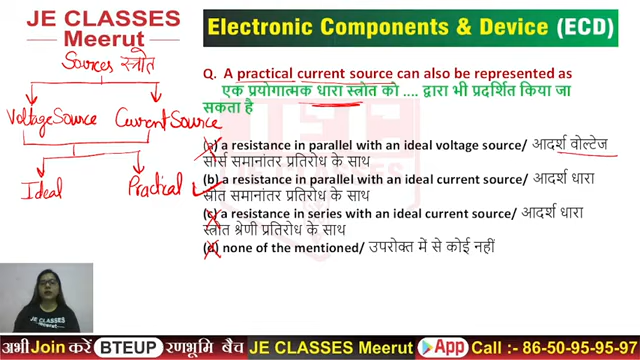 JE CLASSES
Meerut
Electronic Components & Device (ECD)
Sources स्त्रोत
Voltage Source
Current Source
Ideal
Practical
Q. A practical current source can also be represented as
एक प्रयोगात्मक धारा स्त्रोत को .... द्वारा भी प्रदर्शित किया जा
सकता है
(a) a resistance in parallel with an ideal voltage source/ आदर्श वोल्टेज
सोर्स समानांतर प्रतिरोध के साथ
(b) a resistance in parallel with an ideal current source/ आदर्श धारा
स्त्रोत समानांतर प्रतिरोध के साथ
(c) a resistance in series with an ideal current source/ आदर्श धारा
स्त्रोत श्रेणी प्रतिरोध के साथ
(d) none of the mentioned/ उपरोक्त में से कोई नहीं
अभी Join करें BTEUP रणभूमि बैच JE CLASSES Meerut App Call :- 86-50-95-95-97